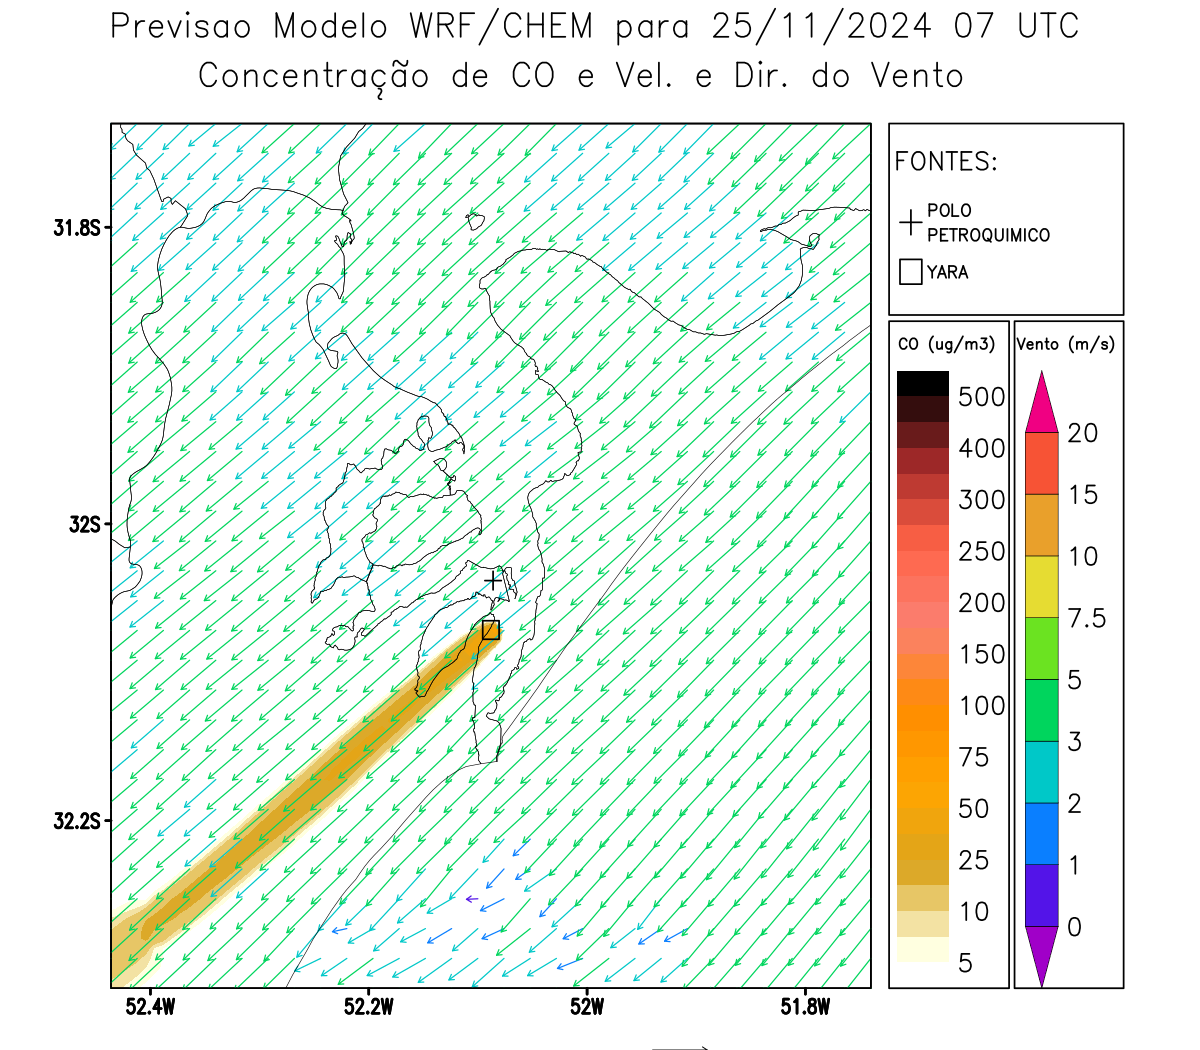 Previsao Modelo WRF/CHEM para 25/11/2024 07 UTC
Concentração de CO e Vel. e Dir. do Vento
FONTES:
POLO
PETROQUIMICO
YARA
CO (ug/m3)
500
400
300
250
200
150
100
75
50
25
10
5
Vento (m/s)
20
15
10
7.5
5
3
2
1
0
31.8S
32S
32.2S
52.4W
52.2W
52W
51.8W